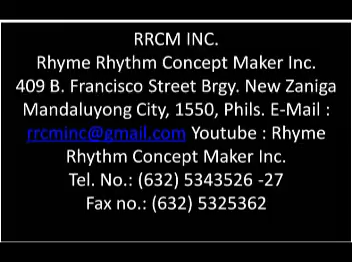 RRCM INC.
Rhyme Rhythm Concept Maker Inc.
409 B. Francisco Street Brgy. New Zaniga
Mandaluyong City, 1550, Phils. E-Mail :
rrcminc@gmail.com Youtube : Rhyme
Rhythm Concept Maker Inc.
Tel. No.: (632) 5343526 -27
Fax no.: (632) 5325362